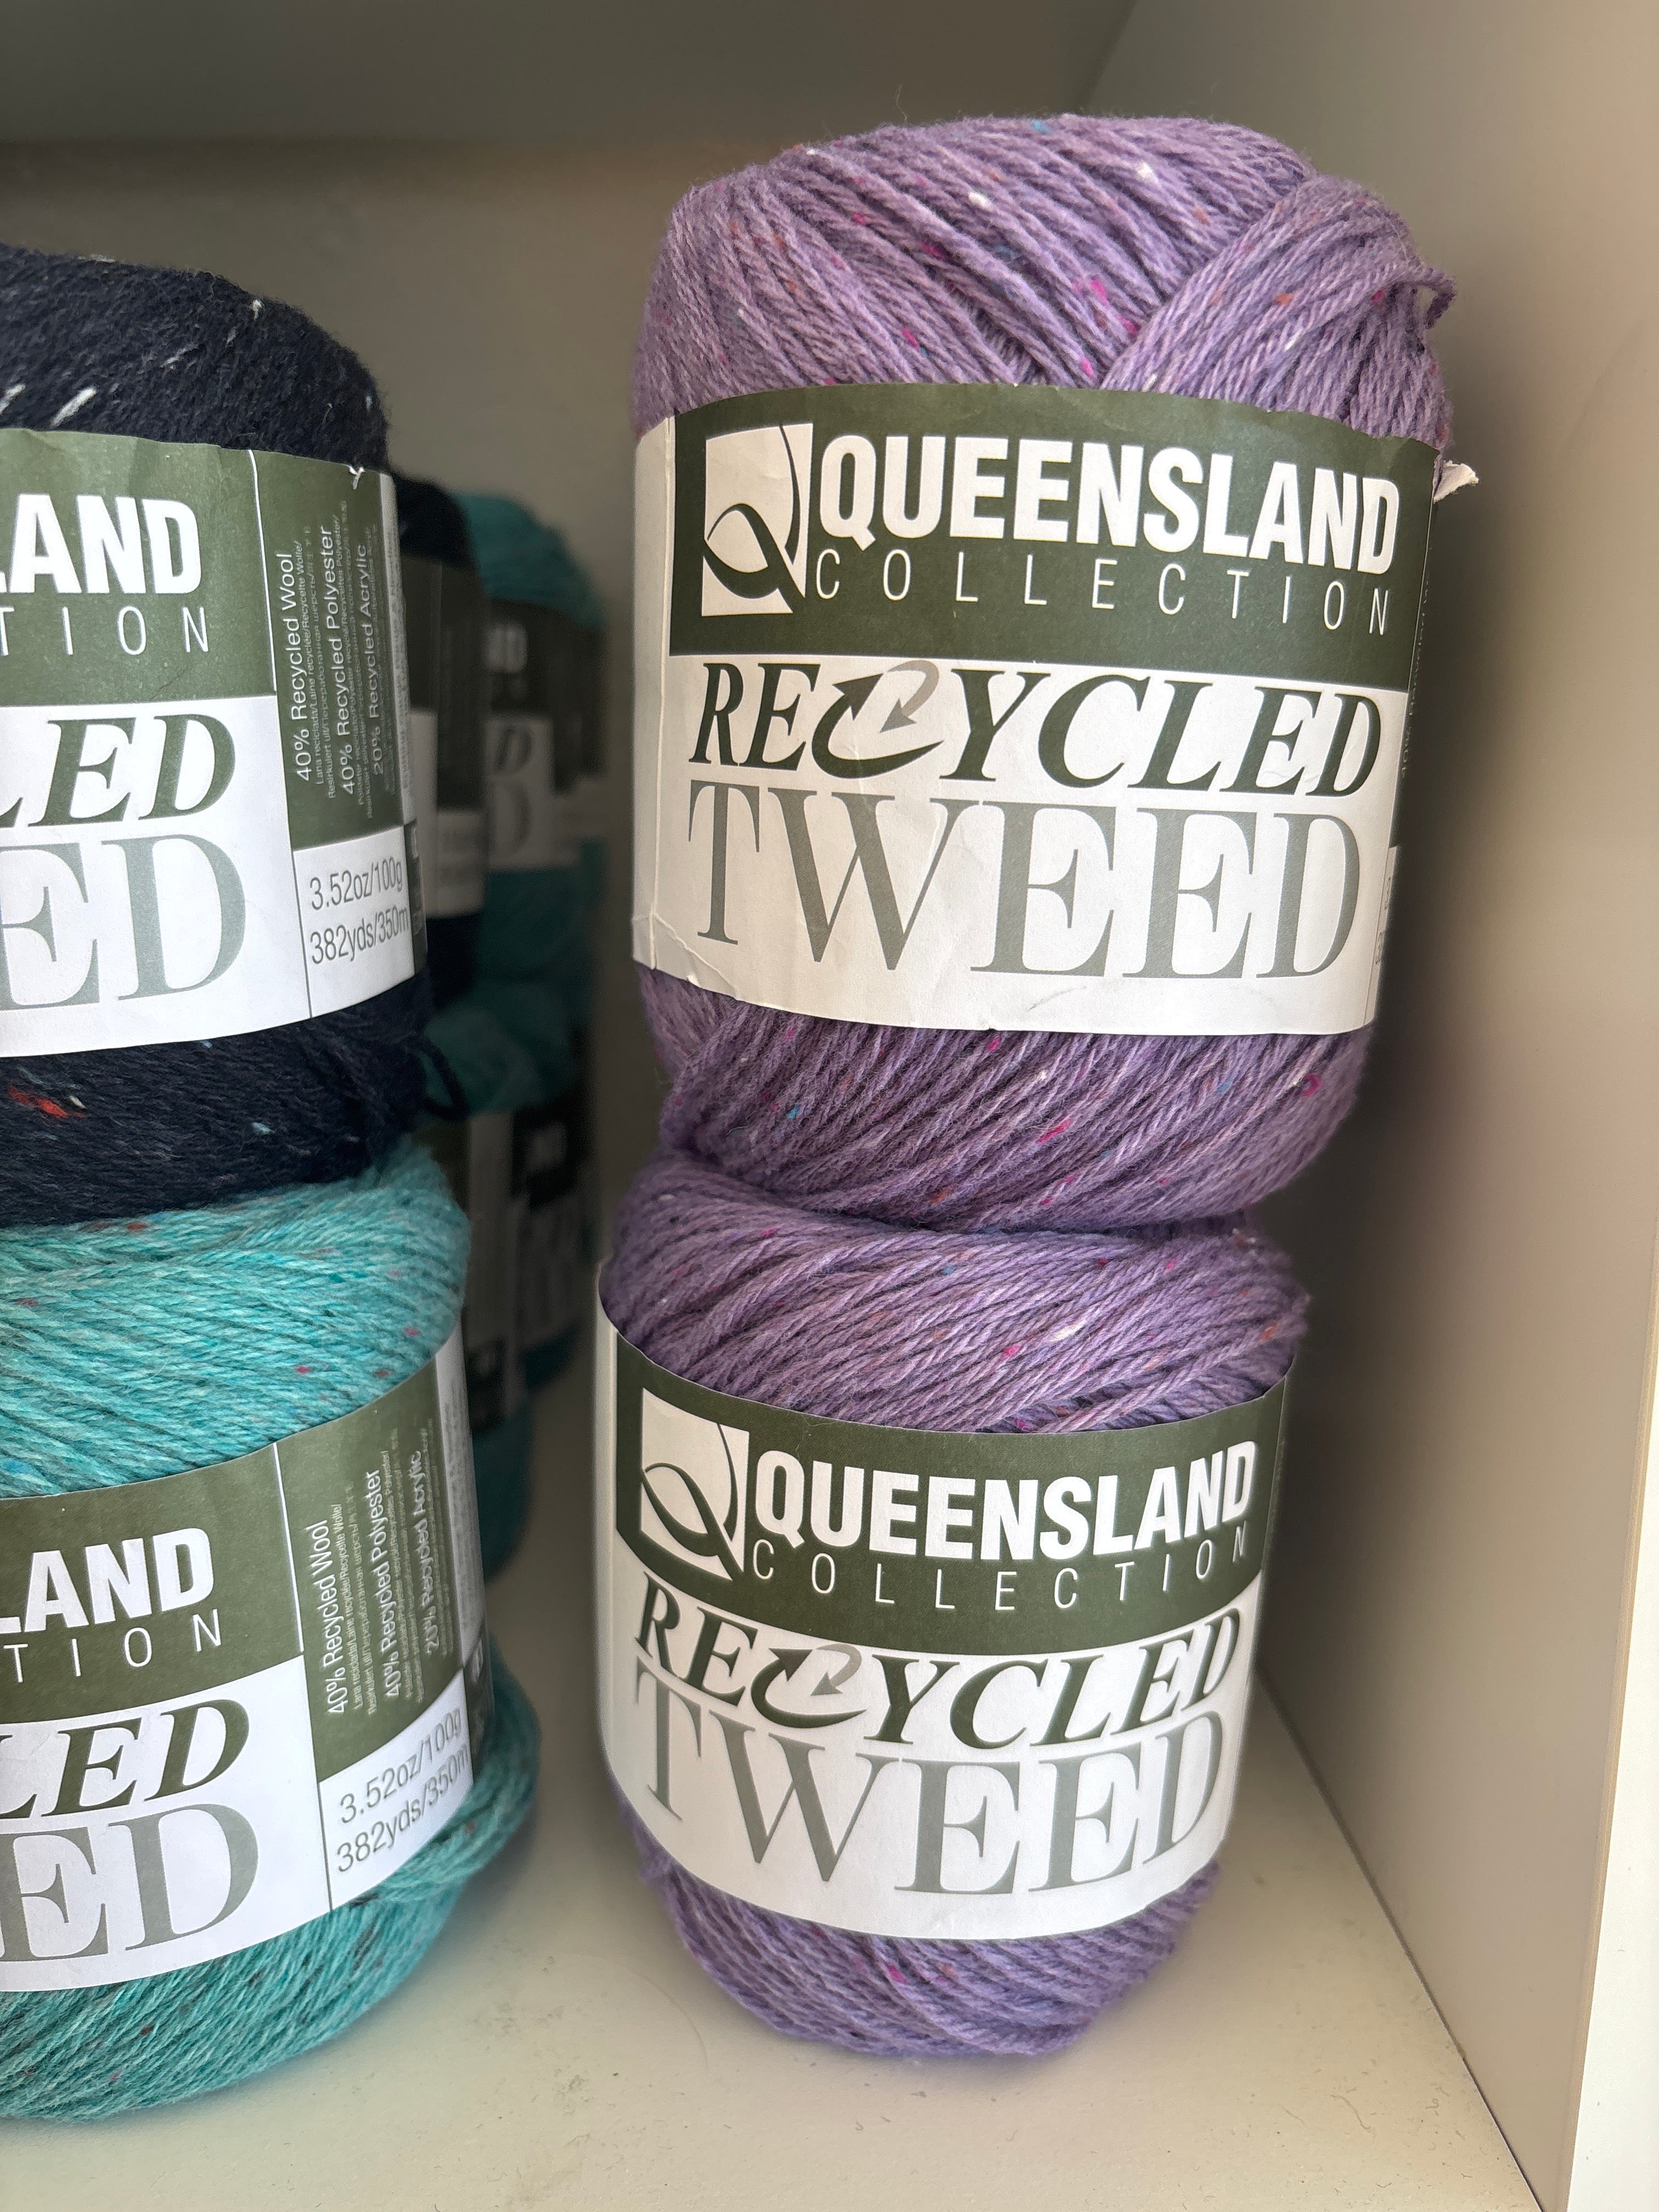 QUEENSLAND
COLLECTION
RECYCLED
TWEED
LAND
TION
40% Recycled Wool
40% Recycled Polyester
20% Recycled Acrylic
LED
ED
3.52oz/100g
382yds/350m
QUEENSLAND
COLLECTION
RECYCLED
TWEED
LAND
TION
40% Recycled Wool
40% Recycled Polyester
20% Recycled Acrylic
LED
ED
3.52oz/100g
382yds/350m